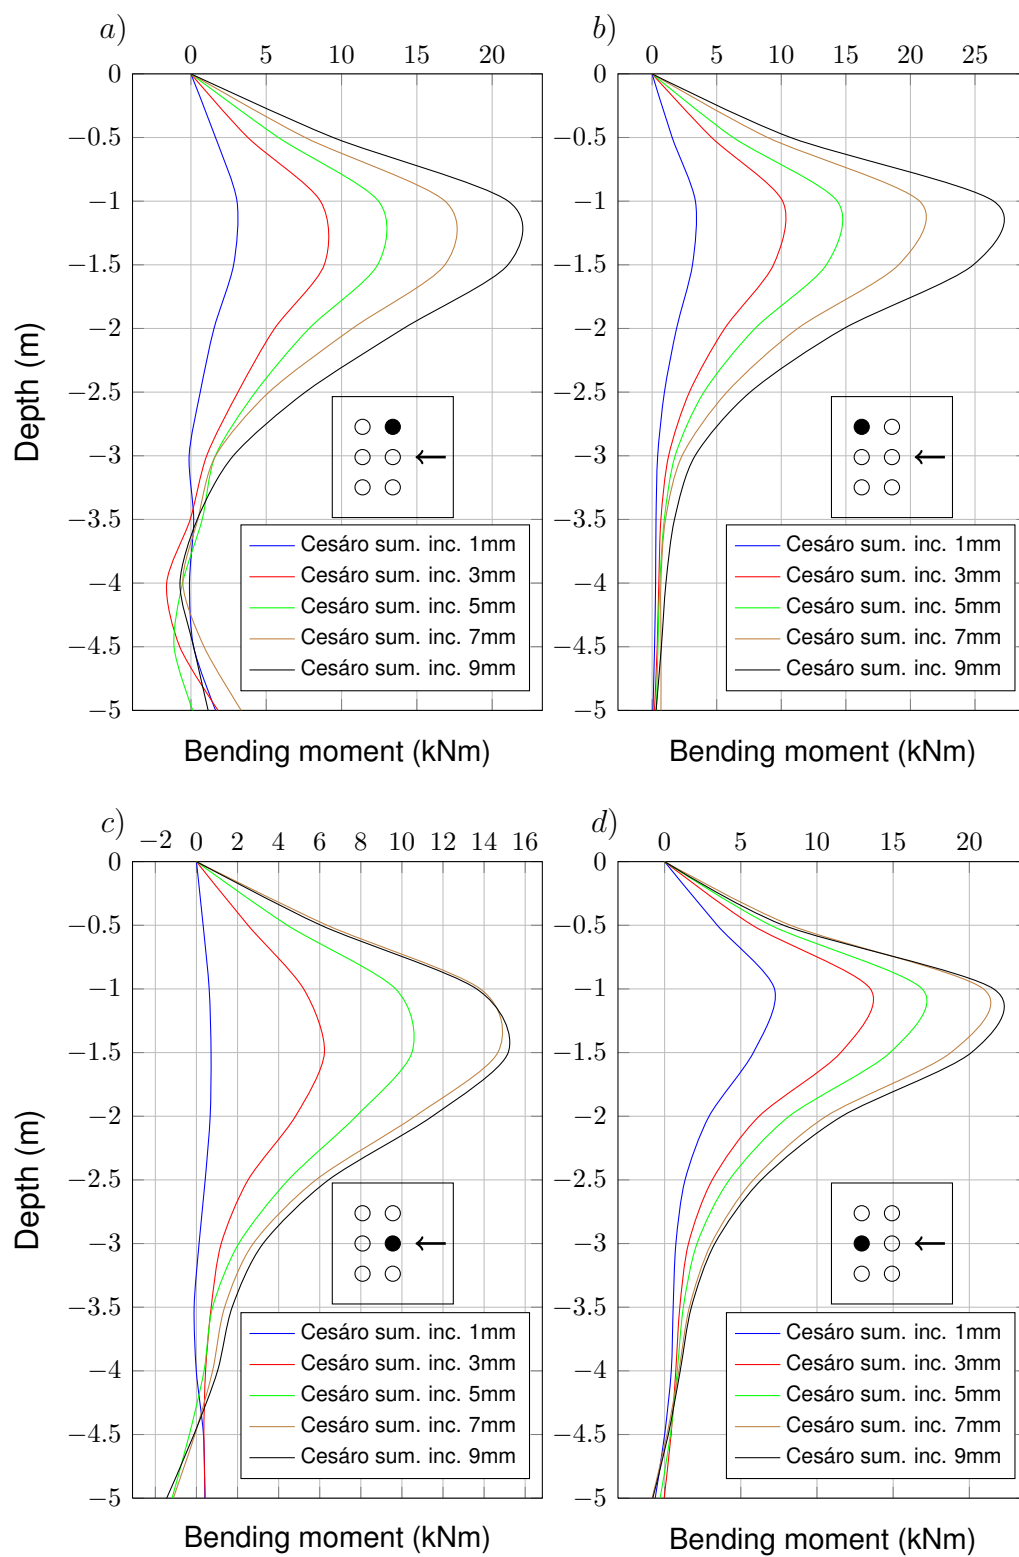 a)
0 5 10 15 20
0
−0.5
−1
−1.5
−2
−2.5
−3
−3.5
−4
−4.5
−5
Depth (m)
Cesáro sum. inc. 1mm
Cesáro sum. inc. 3mm
Cesáro sum. inc. 5mm
Cesáro sum. inc. 7mm
Cesáro sum. inc. 9mm
Bending moment (kNm)
b)
0 5 10 15 20 25
0
−0.5
−1
−1.5
−2
−2.5
−3
−3.5
−4
−4.5
−5
Cesáro sum. inc. 1mm
Cesáro sum. inc. 3mm
Cesáro sum. inc. 5mm
Cesáro sum. inc. 7mm
Cesáro sum. inc. 9mm
Bending moment (kNm)
c)
−2 0 2 4 6 8 10 12 14 16
0
−0.5
−1
−1.5
−2
−2.5
−3
−3.5
−4
−4.5
−5
Depth (m)
Cesáro sum. inc. 1mm
Cesáro sum. inc. 3mm
Cesáro sum. inc. 5mm
Cesáro sum. inc. 7mm
Cesáro sum. inc. 9mm
Bending moment (kNm)
d)
0 5 10 15 20
0
−0.5
−1
−1.5
−2
−2.5
−3
−3.5
−4
−4.5
−5
Cesáro sum. inc. 1mm
Cesáro sum. inc. 3mm
Cesáro sum. inc. 5mm
Cesáro sum. inc. 7mm
Cesáro sum. inc. 9mm
Bending moment (kNm)